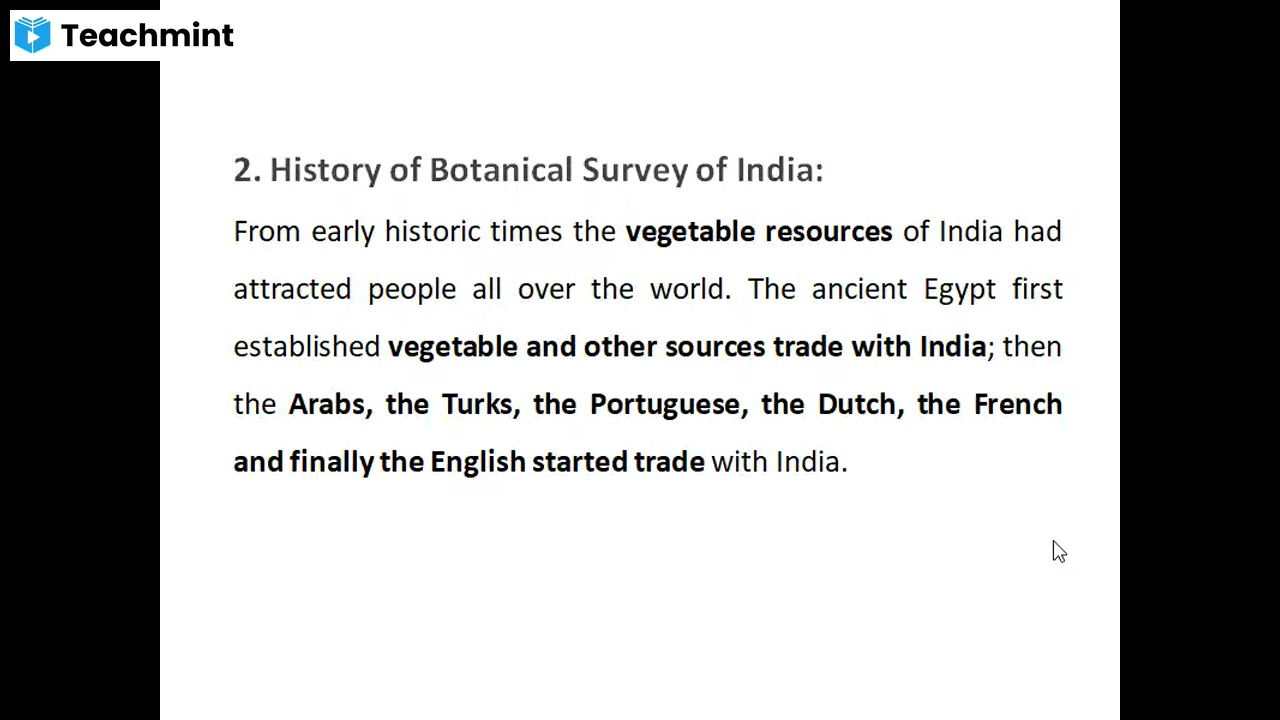 Teachmint
2. History of Botanical Survey of India:
From early historic times the vegetable resources of India had
attracted people all over the world. The ancient Egypt first
established vegetable and other sources trade with India; then
the Arabs, the Turks, the Portuguese, the Dutch, the French
and finally the English started trade with India.